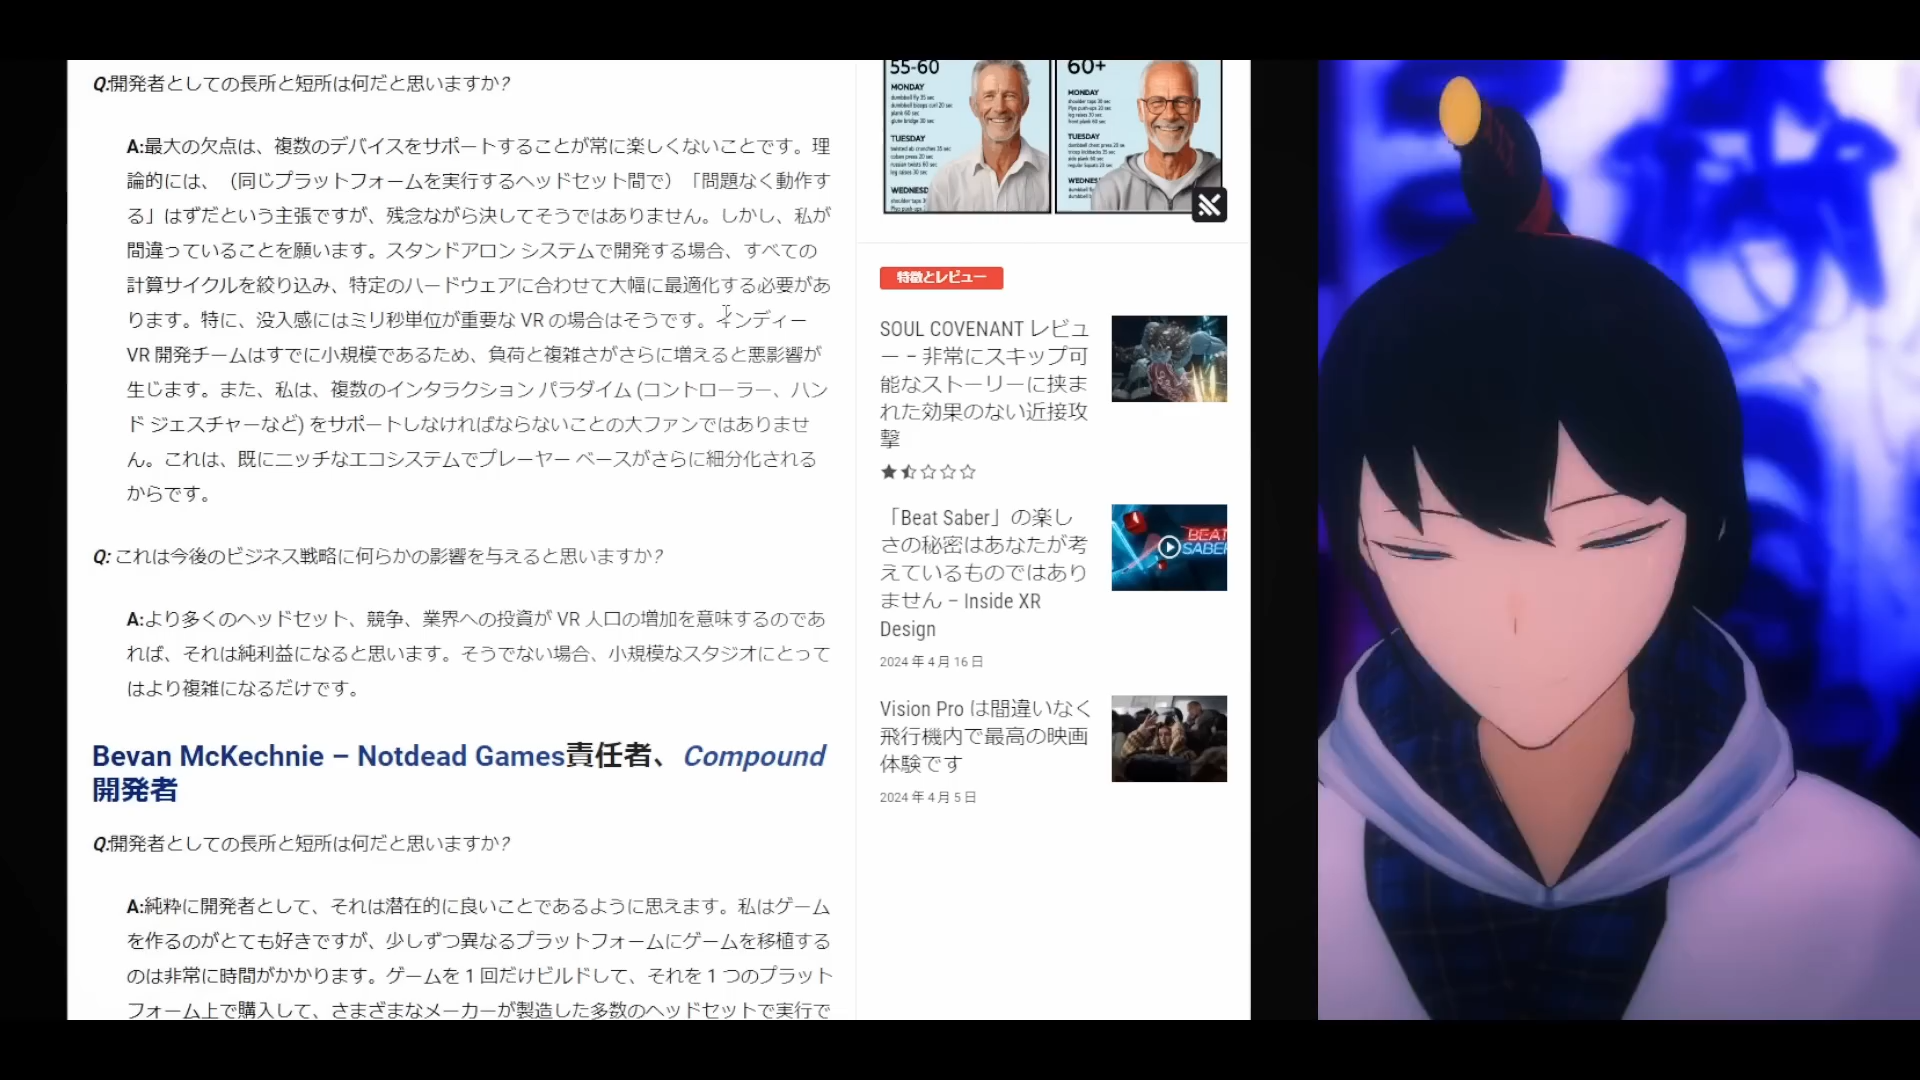 Q:開発者としての長所と短所は何だと思いますか?
A:最大の欠点は、複数のデバイスをサポートすることが常に楽しくないことです。理
論的には、（同じプラットフォームを実行するヘッドセット間で）「問題なく動作す
る」はずだという主張ですが、残念ながら決してそうではありません。しかし、私が
間違っていることを願います。スタンドアロン システムで開発する場合、すべての
計算サイクルを絞り込み、特定のハードウェアに合わせて大幅に最適化する必要があ
ります。特に、没入感にはミリ秒単位が重要な VR の場合はそうです。インディー
VR 開発チームはすでに小規模であるため、負荷と複雑さがさらに増えると悪影響が
生じます。また、私は、複数のインタラクション パラダイム (コントローラー、ハン
ド ジェスチャーなど) をサポートしなければならないことの大ファンではありませ
ん。これは、既にニッチなエコシステムでプレーヤー ベースがさらに細分化される
からです。
Q: これは今後のビジネス戦略に何らかの影響を与えると思いますか?
A:より多くのヘッドセット、競争、業界への投資が VR 人口の増加を意味するのであ
れば、それは純利益になると思います。そうでない場合、小規模なスタジオにとって
はより複雑になるだけです。
Bevan McKechnie – Notdead Games責任者、Compound
開発者
Q:開発者としての長所と短所は何だと思いますか?
A:純粋に開発者として、それは潜在的に良いことであるように思えます。私はゲーム
を作るのがとても好きですが、少しずつ異なるプラットフォームにゲームを移植する
のは非常に時間がかかります。ゲームを 1 回だけビルドして、それを 1 つのプラット
フォーム上で購入して、さまざまなメーカーが製造した多数のヘッドセットで実行で
55-60
MONDAY
TUESDAY
WEDNESD
60+
MONDAY
TUESDAY
WEDNES
特徴とレビュー
SOUL COVENANT レビュ
ー – 非常にスキップ可
能なストーリーに挟ま
れた効果のない近接攻
撃
「Beat Saber」の楽し
さの秘密はあなたが考
えているものではあり
ません – Inside XR
Design
2024 年 4 月 16 日
BEAT
SABER
Vision Pro は間違いなく
飛行機内で最高の映画
体験です
2024 年 4 月 5 日